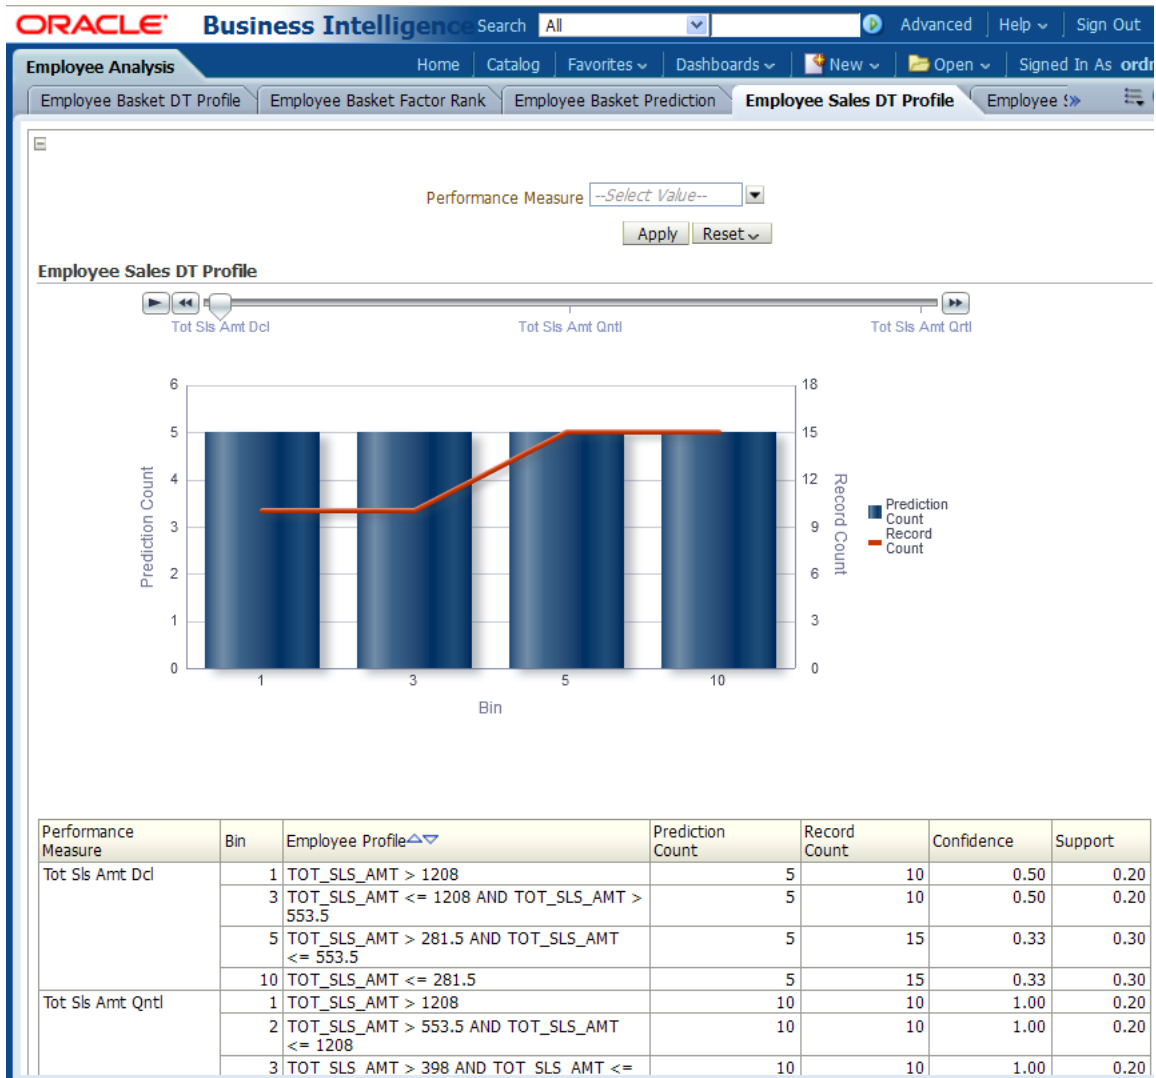 ORACLE Business Intelligence Search All Advanced Help Sign Out
Employee Analysis Home Catalog Favorites Dashboards New Open Signed In As
Employee Basket DT Profile Employee Basket Factor Rank Employee Basket Prediction Employee Sales DT Profile Employee
Performance Measure --Select Value--
Apply Reset
Employee Sales DT Profile
Tot Sls Amt Dcl Tot Sls Amt Qntl Tot Sls Amt Qrtl
6 18
5 15
4 12
3 9
2 6
1 3
0 0
Prediction Count
Record Count
Prediction
Count
Record
Count
1 3 5 10
Bin
Performance Measure Bin Employee Profile Prediction Count Record Count Confidence Support
Tot Sls Amt Dcl 1 TOT_SLS_AMT > 1208 5 10 0.50 0.20
3 TOT_SLS_AMT <= 1208 AND TOT_SLS_AMT > 5 10 0.50 0.20
553.5
5 TOT_SLS_AMT > 281.5 AND TOT_SLS_AMT 5 15 0.33 0.30
<= 553.5
10 TOT_SLS_AMT <= 281.5 5 15 0.33 0.30
Tot Sls Amt Qntl 1 TOT_SLS_AMT > 1208 10 10 1.00 0.20
2 TOT_SLS_AMT > 553.5 AND TOT_SLS_AMT 10 10 1.00 0.20
<= 1208
3 TOT_SLS_AMT > 398 AND TOT_SLS_AMT <= 10 10 1.00 0.20